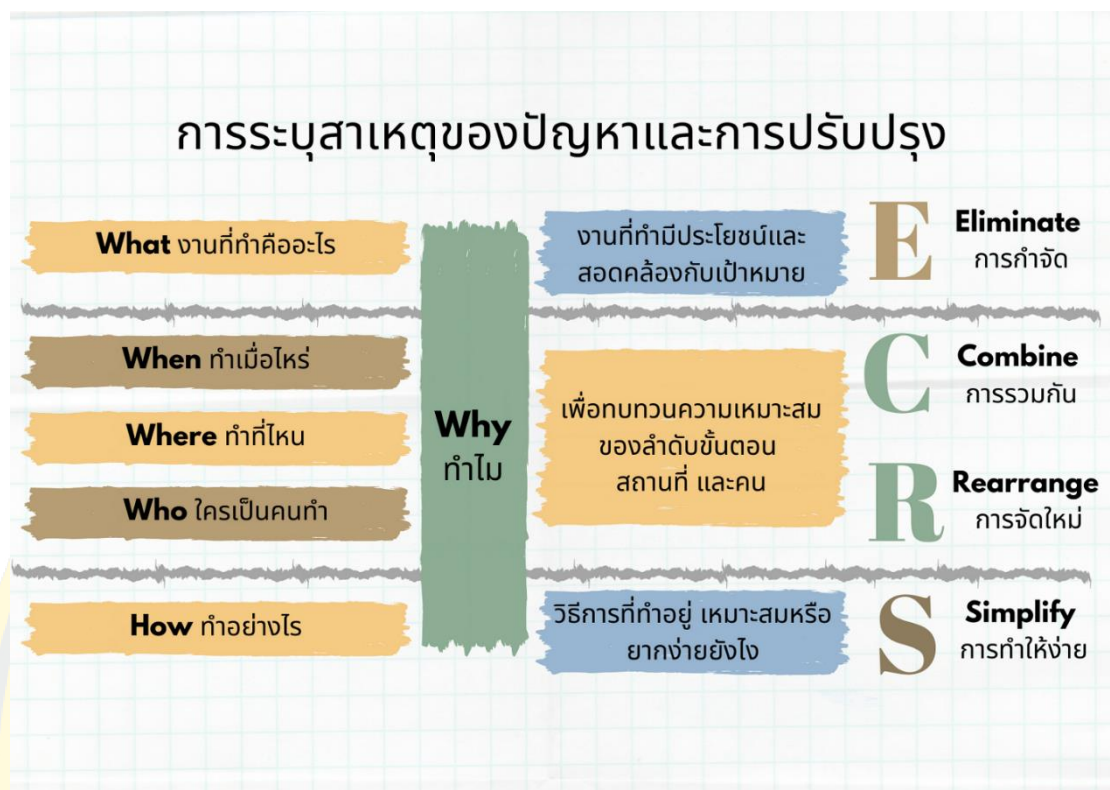 การระบุสาเหตุของปัญหาและการปรับปรุง
What งานที่ทำคืออะไร
When ทำเมื่อไหร่
Where ทำที่ไหน
Who ใครเป็นคนทำ
How ทำอย่างไร
Why
ทำไม
งานที่ทำมีประโยชน์และ
สอดคล้องกับเป้าหมาย
เพื่อทบทวนความเหมาะสม
ของลำดับขั้นตอน
สถานที่ และคน
วิธีการที่ทำอยู่ เหมาะสมหรือ
ยากง่ายยังไง
E
Eliminate
การกำจัด
C
Combine
การรวมกัน
R
Rearrange
การจัดใหม่
S
Simplify
การทำให้ง่าย